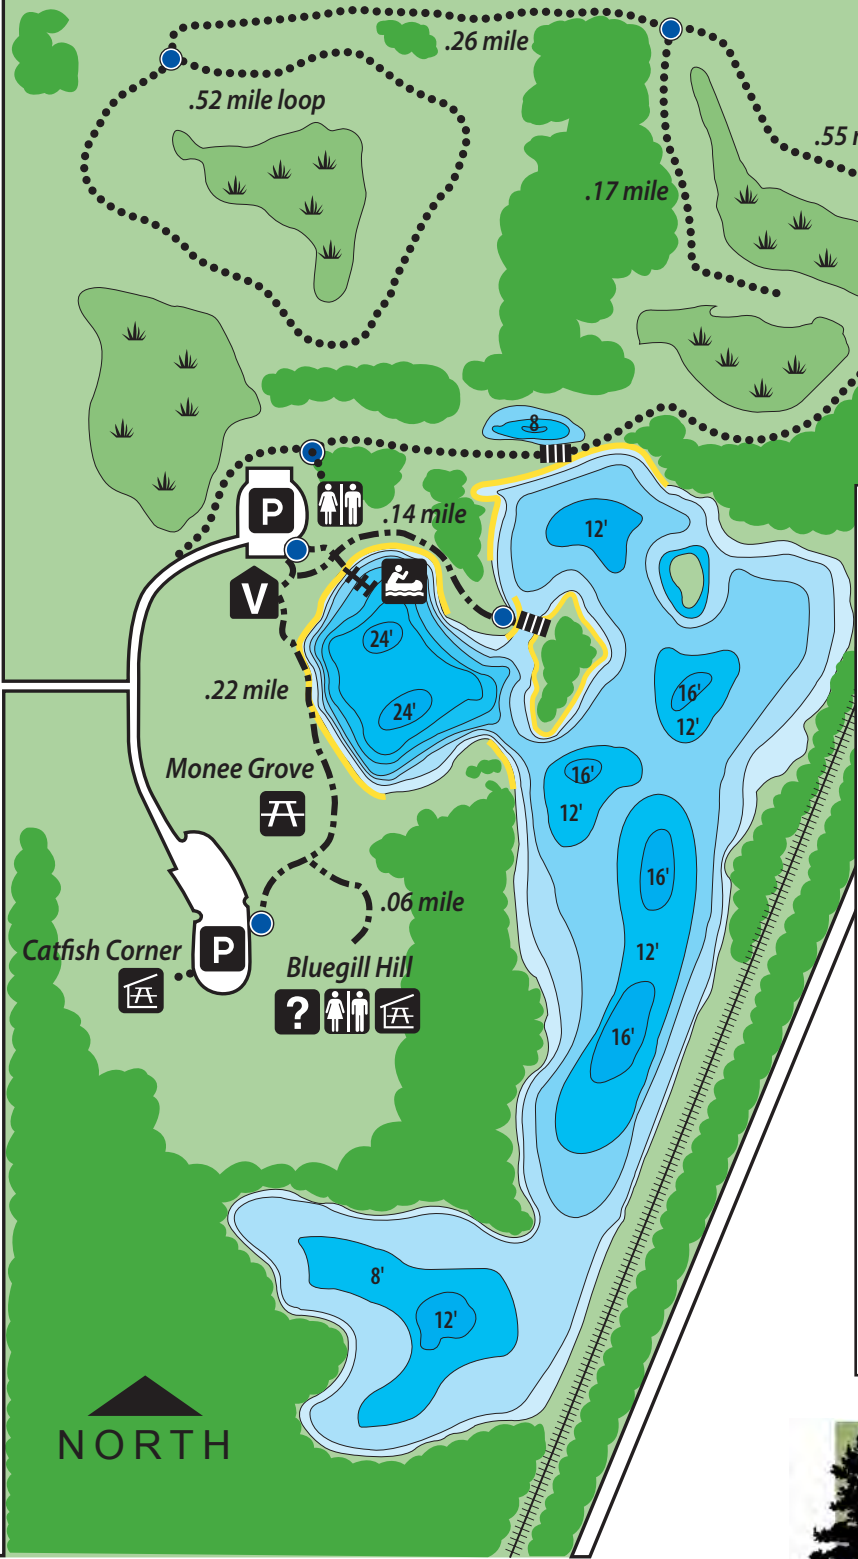 .26 mile
.52 mile loop
.55
.17 mile
8
P
.14 mile
12'
V
24'
.22 mile
24'
16'
12'
Monee Grove
16'
12'
16'
.06 mile
Catfish Corner
P
12'
Bluegill Hill
?
16'
8'
12'
NORTH